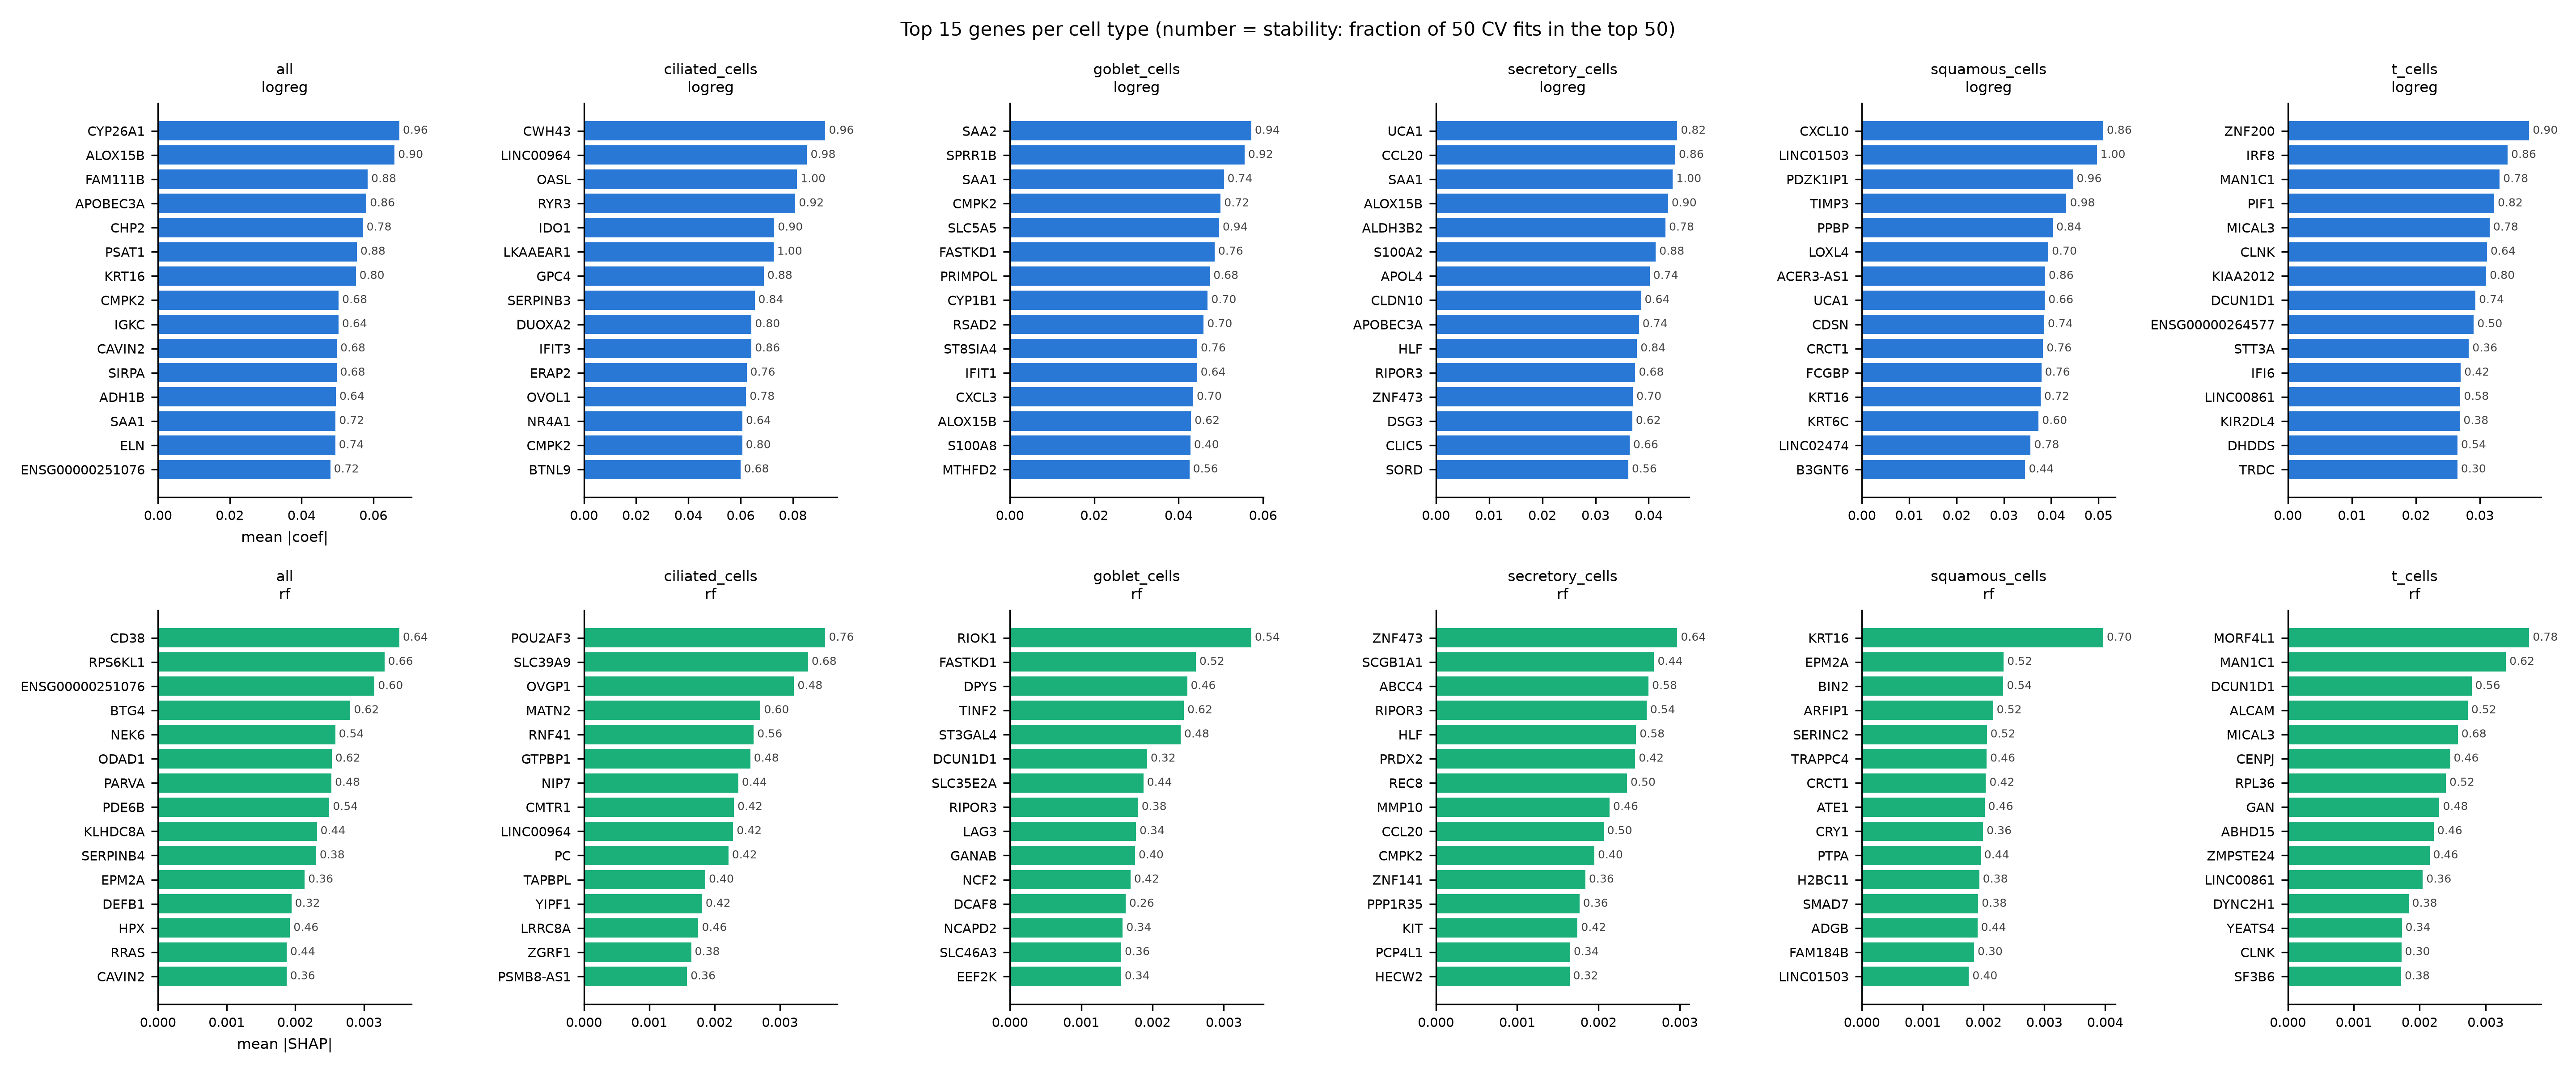 Top 15 genes per cell type (number = stability: fraction of 50 CV fits in the top 50)
all
logreg
CYP26A1 0.96
ALOX15B 0.90
FAM111B 0.88
APOBEC3A 0.86
CHP2 0.78
PSAT1 0.88
KRT16 0.80
CMPK2 0.68
IGKC 0.64
CAVIN2 0.68
SIRPA 0.68
ADH1B 0.64
SAA1 0.72
ELN 0.74
ENSG00000251076 0.72
0.00 0.02 0.04 0.06
mean |coef|
ciliated_cells
logreg
CWH43 0.96
LINC00964 0.98
OASL 1.00
RYR3 0.92
IDO1 0.90
LKAAEAR1 1.00
GPC4 0.88
SERPINB3 0.84
DUOXA2 0.80
IFIT3 0.86
ERAP2 0.76
OVOL1 0.78
NR4A1 0.64
CMPK2 0.80
BTNL9 0.68
0.00 0.02 0.04 0.06 0.08
goblet_cells
logreg
SAA2 0.94
SPRR1B 0.92
SAA1 0.74
CMPK2 0.72
SLC5A5 0.94
FASTKD1 0.76
PRIMPOL 0.68
CYP1B1 0.70
RSAD2 0.70
ST8SIA4 0.76
IFIT1 0.64
CXCL3 0.70
ALOX15B 0.62
S100A8 0.40
MTHFD2 0.56
0.00 0.02 0.04 0.06
secretory_cells
logreg
UCA1 0.82
CCL20 0.86
SAA1 1.00
ALOX15B 0.90
ALDH3B2 0.78
S100A2 0.88
APOL4 0.74
CLDN10 0.64
APOBEC3A 0.74
HLF 0.84
RIPOR3 0.68
ZNF473 0.70
DSG3 0.62
CLIC5 0.66
SORD 0.56
0.00 0.01 0.02 0.03 0.04
squamous_cells
logreg
CXCL10 0.86
LINC01503 1.00
PDZK1IP1 0.96
TIMP3 0.98
PPBP 0.84
LOXL4 0.70
ACER3-AS1 0.86
UCA1 0.66
CDSN 0.74
CRCT1 0.76
FCGBP 0.76
KRT16 0.72
KRT6C 0.60
LINC02474 0.78
B3GNT6 0.44
0.00 0.01 0.02 0.03 0.04 0.05
t_cells
logreg
ZNF200 0.90
IRF8 0.86
MAN1C1 0.78
PIF1 0.82
MICAL3 0.78
CLNK 0.64
KIAA2012 0.80
DCUN1D1 0.74
ENSG00000264577 0.50
STT3A 0.36
IFI6 0.42
LINC00861 0.58
KIR2DL4 0.38
DHDDS 0.54
TRDC 0.30
0.00 0.01 0.02 0.03
all
rf
CD38 0.64
RPS6KL1 0.66
ENSG00000251076 0.60
BTG4 0.62
NEK6 0.54
ODAD1 0.62
PARVA 0.48
PDE6B 0.54
KLHDC8A 0.44
SERPINB4 0.38
EPM2A 0.36
DEFB1 0.32
HPX 0.46
RRAS 0.44
CAVIN2 0.36
0.000 0.001 0.002 0.003
mean |SHAP|
ciliated_cells
rf
POU2AF3 0.76
SLC39A9 0.68
OVGP1 0.48
MATN2 0.60
RNF41 0.56
GTPBP1 0.48
NIP7 0.44
CMTR1 0.42
LINC00964 0.42
PC 0.42
TAPBPL 0.40
YIPF1 0.42
LRRC8A 0.46
ZGRF1 0.38
PSMB8-AS1 0.36
0.000 0.001 0.002 0.003
goblet_cells
rf
RIOK1 0.54
FASTKD1 0.52
DPYS 0.46
TINF2 0.62
ST3GAL4 0.48
DCUN1D1 0.32
SLC35E2A 0.44
RIPOR3 0.38
LAG3 0.34
GANAB 0.40
NCF2 0.42
DCAF8 0.26
NCAPD2 0.34
SLC46A3 0.36
EEF2K 0.34
0.000 0.001 0.002 0.003
secretory_cells
rf
ZNF473 0.64
SCGB1A1 0.44
ABCC4 0.58
RIPOR3 0.54
HLF 0.58
PRDX2 0.42
REC8 0.50
MMP10 0.46
CCL20 0.50
CMPK2 0.40
ZNF141 0.36
PPP1R35 0.36
KIT 0.42
PCP4L1 0.34
HECW2 0.32
0.000 0.001 0.002 0.003
squamous_cells
rf
KRT16 0.70
EPM2A 0.52
BIN2 0.54
ARFIP1 0.52
SERINC2 0.52
TRAPPC4 0.46
CRCT1 0.42
ATE1 0.46
CRY1 0.36
PTPA 0.44
H2BC11 0.38
SMAD7 0.38
ADGB 0.44
FAM184B 0.30
LINC01503 0.40
0.000 0.001 0.002 0.003 0.004
t_cells
rf
MORF4L1 0.78
MAN1C1 0.62
DCUN1D1 0.56
ALCAM 0.52
MICAL3 0.68
CENPJ 0.46
RPL36 0.52
GAN 0.48
ABHD15 0.46
ZMPSTE24 0.46
LINC00861 0.36
DYNC2H1 0.38
YEATS4 0.34
CLNK 0.30
SF3B6 0.38
0.000 0.001 0.002 0.003